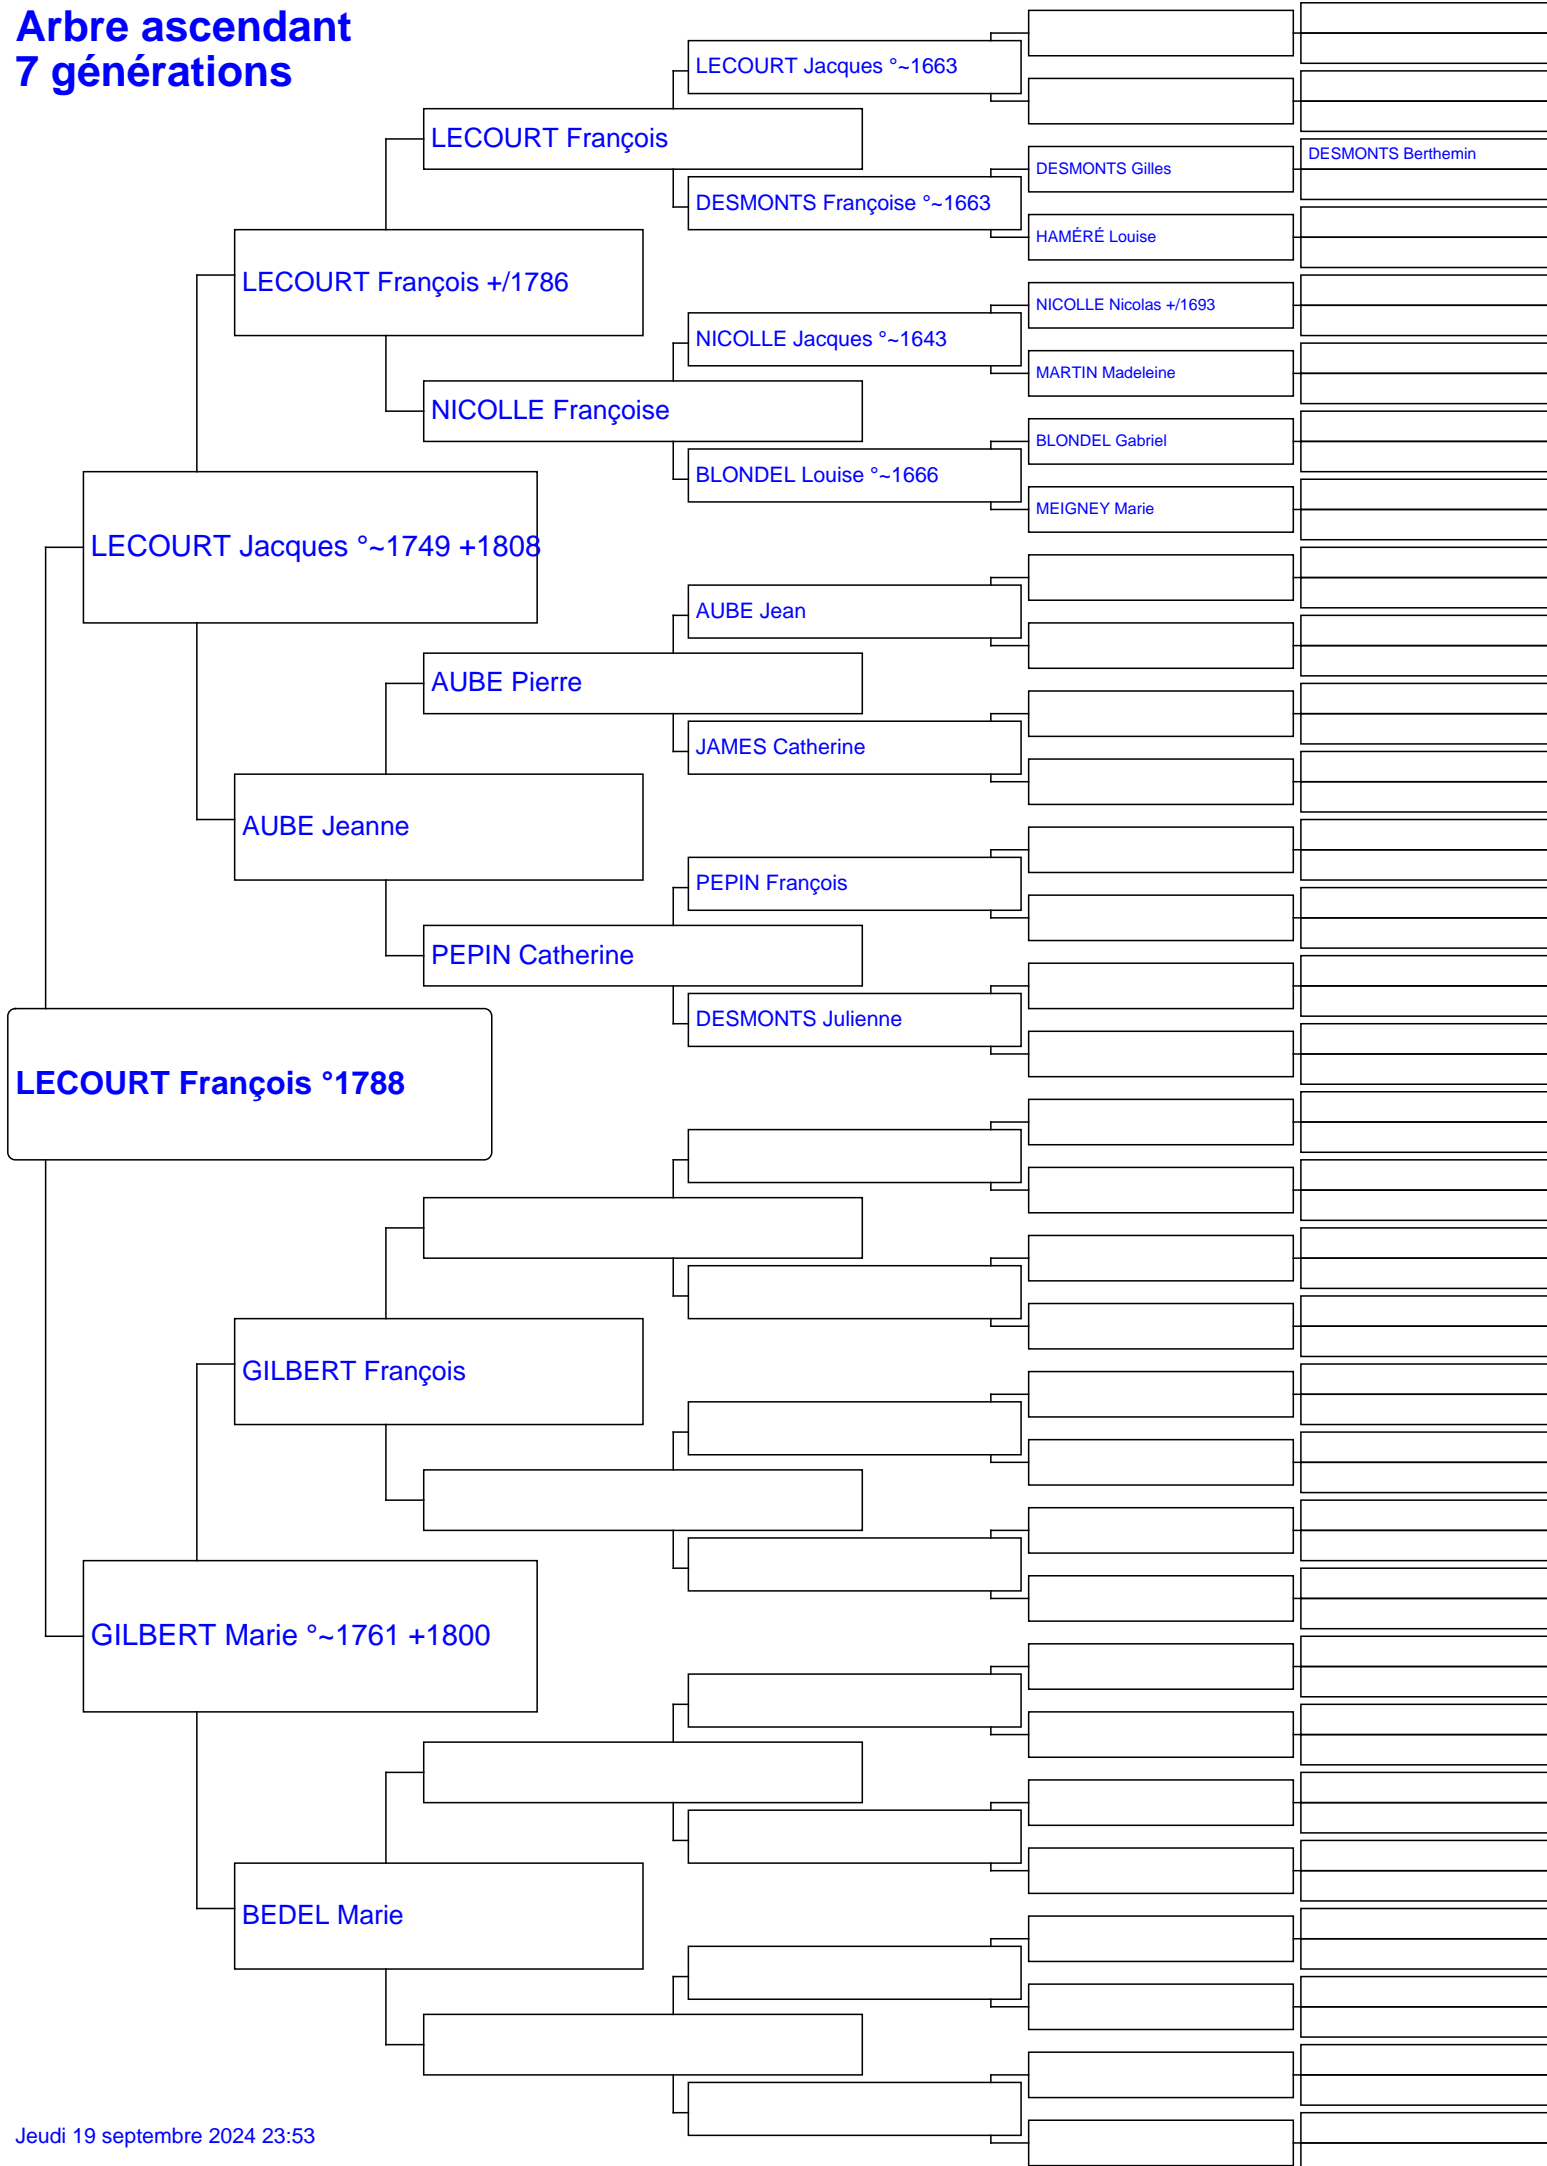 Arbre ascendant
7 générations
LECOURT Jacques °~1663
LECOURT François
DESMONTS Berthemin
DESMONTS Gilles
DESMONTS Françoise °~1663
HAMÉRÉ Louise
LECOURT François +/1786
NICOLLE Nicolas +/1693
NICOLLE Jacques °~1643
MARTIN Madeleine
NICOLLE Françoise
BLONDEL Gabriel
BLONDEL Louise °~1666
MEIGNEY Marie
LECOURT Jacques °~1749 +1808
AUBE Jean
AUBE Pierre
JAMES Catherine
AUBE Jeanne
PEPIN François
PEPIN Catherine
DESMONTS Julienne
LECOURT François °1788
GILBERT François
GILBERT Marie °~1761 +1800
BEDEL Marie
Jeudi 19 septembre 2024 23:53